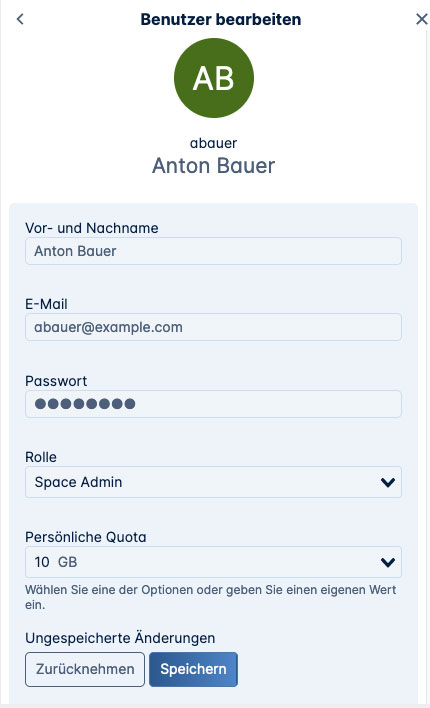 Benutzer bearbeiten
AB
abauer
Anton Bauer
Vor- und Nachname
Anton Bauer
E-Mail
abauer@example.com
Passwort
●●●●●●●●
Rolle
Space Admin
Persönliche Quota
10 GB
Wählen Sie eine der Optionen oder geben Sie einen eigenen Wert
ein.
Ungespeicherte Änderungen
Zurücknehmen Speichern